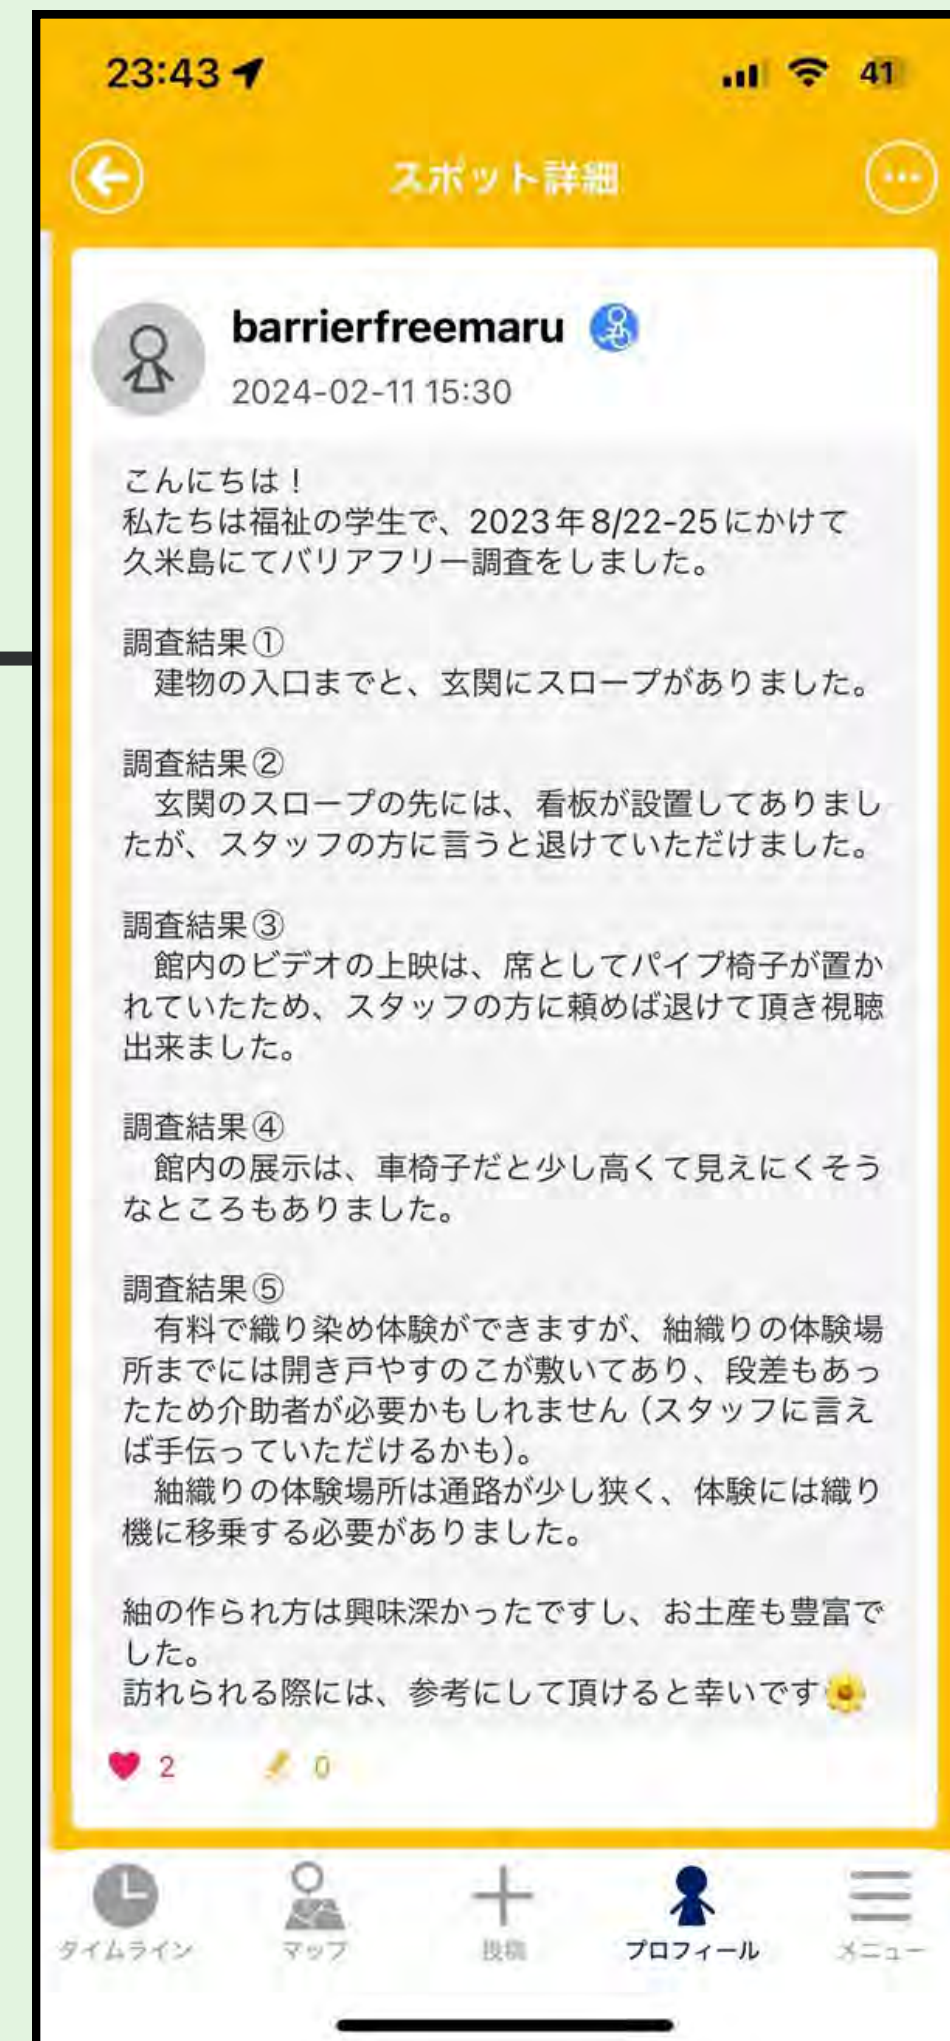 23:43
41
スポット詳細
barrierfreemaru
2024-02-11 15:30
こんにちは！
私たちは福祉の学生で、2023年8/22-25にかけて
久米島にてバリアフリー調査をしました。
調査結果①
　建物の入口までと、玄関にスロープがありました。
調査結果②
　玄関のスロープの先には、看板が設置してありまし
たが、スタッフの方に言うと退けていただけました。
調査結果③
　館内のビデオの上映は、席としてパイプ椅子が置か
れていたため、スタッフの方に頼めば退けて頂き視聴
出来ました。
調査結果④
　館内の展示は、車椅子だと少し高くて見えにくそう
なところもありました。
調査結果⑤
　有料で織り染め体験ができますが、紬織りの体験場
所までには開き戸やすのこが敷いてあり、段差もあっ
たため介助者が必要かもしれません（スタッフに言え
ば手伝っていただけるかも）。
　紬織りの体験場所は通路が少し狭く、体験には織り
機に移乗する必要がありました。
紬の作られ方は興味深かったですし、お土産も豊富で
した。
訪れられる際には、参考にして頂けると幸いです🌼
2 0
タイムライン マップ 投稿 プロフィール メニュー